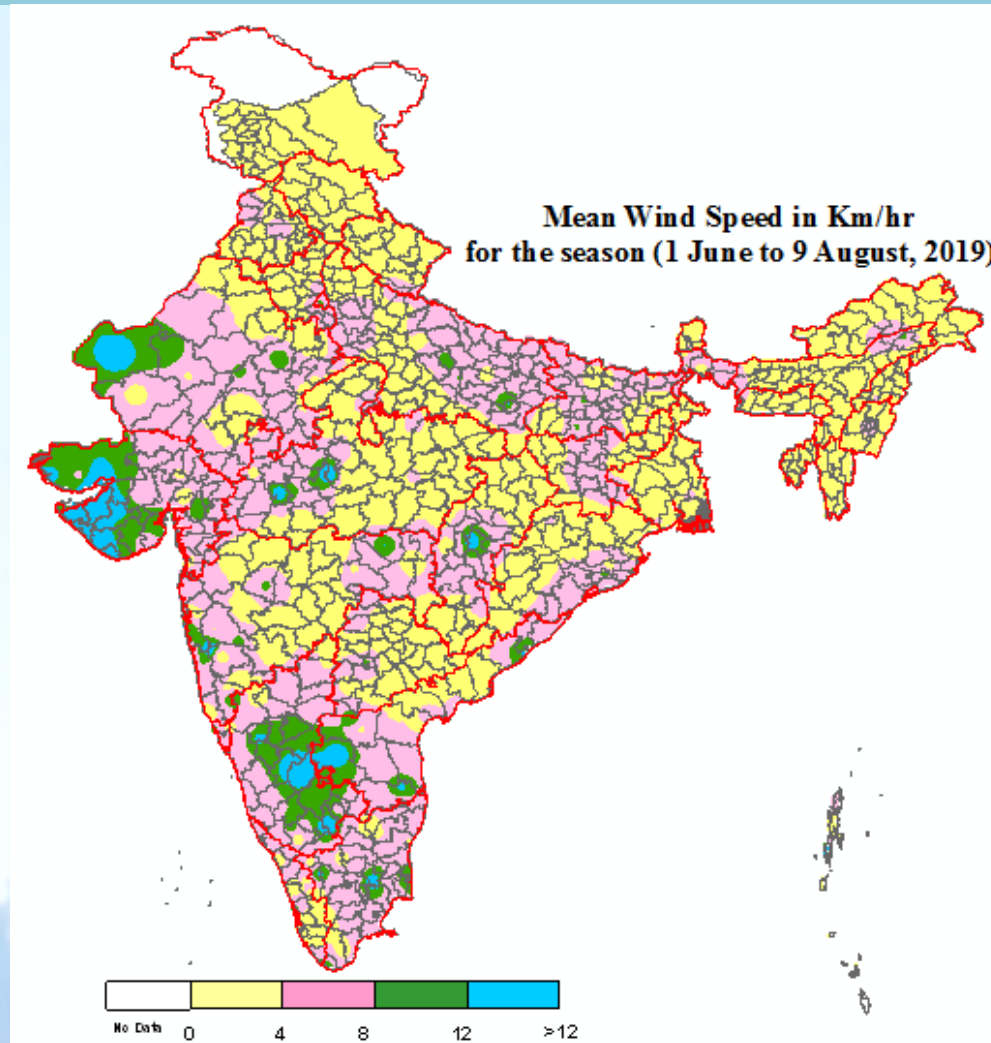 Mean Wind Speed in Km/hr
for the season (1 June to 9 August, 2019)
No Data 0 4 8 12 >12